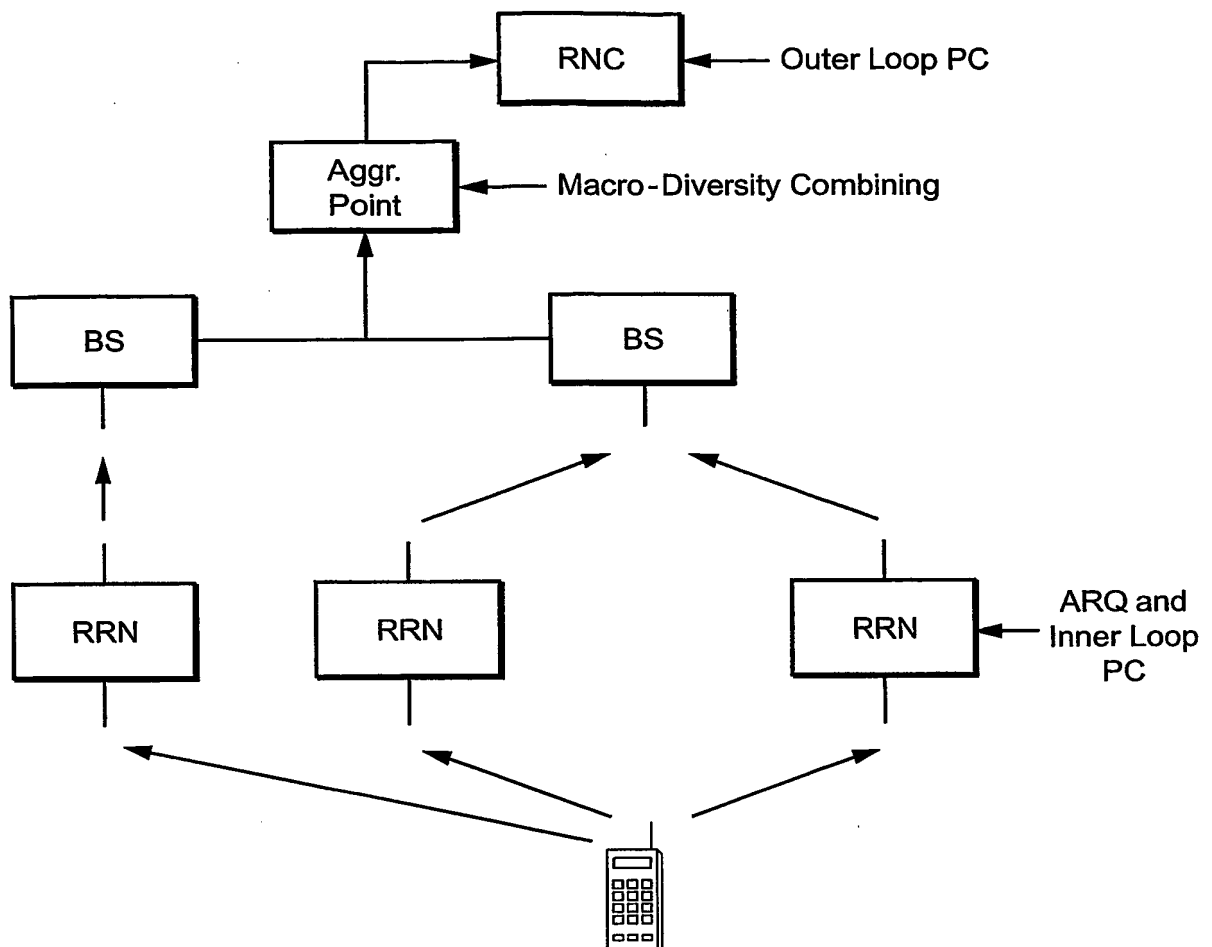 RNC
Outer Loop PC
Aggr.
Point
Macro-Diversity Combining
BS
BS
RRN
RRN
RRN
ARQ and
Inner Loop
PC